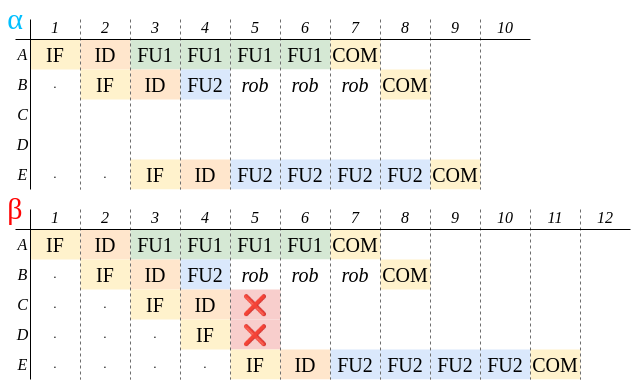 α 1 2 3 4 5 6 7 8 9 10
A IF ID FU1 FU1 FU1 FU1 COM
B . IF ID FU2 rob rob rob COM
C
D
E . . IF ID FU2 FU2 FU2 FU2 COM
β 1 2 3 4 5 6 7 8 9 10 11 12
A IF ID FU1 FU1 FU1 FU1 COM
B . IF ID FU2 rob rob rob COM
C . . IF ID ❌
D . . . IF ❌
E . . . . IF ID FU2 FU2 FU2 FU2 COM